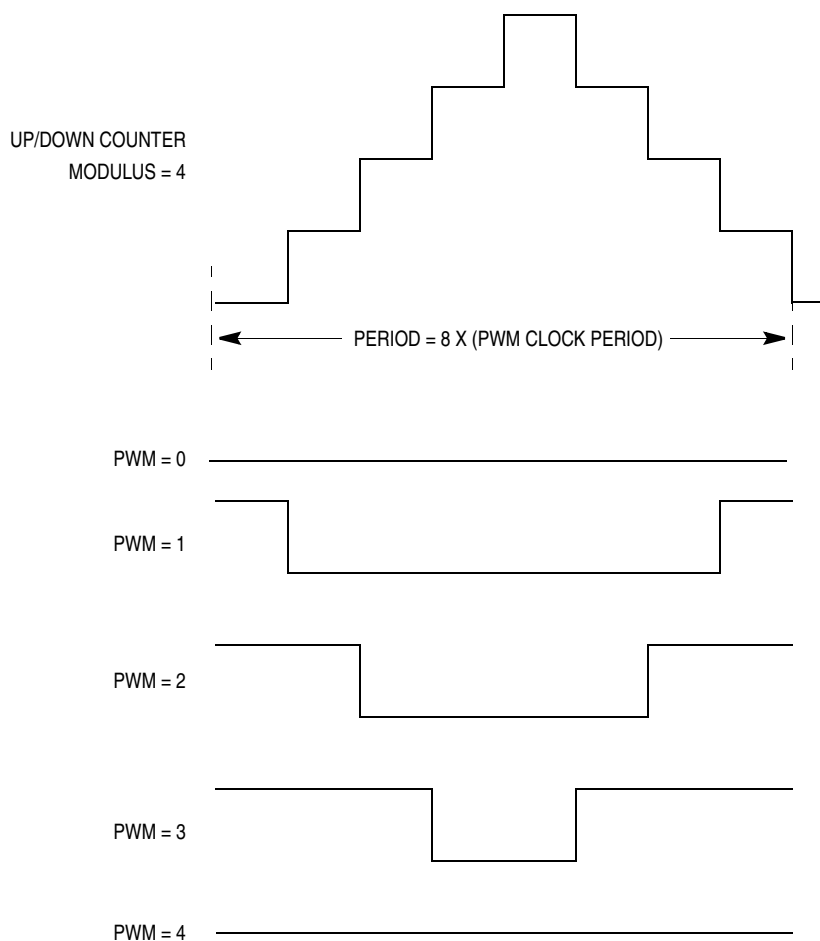 UP/DOWN COUNTER
MODULUS = 4
PERIOD = 8 X (PWM CLOCK PERIOD)
PWM = 0
PWM = 1
PWM = 2
PWM = 3
PWM = 4